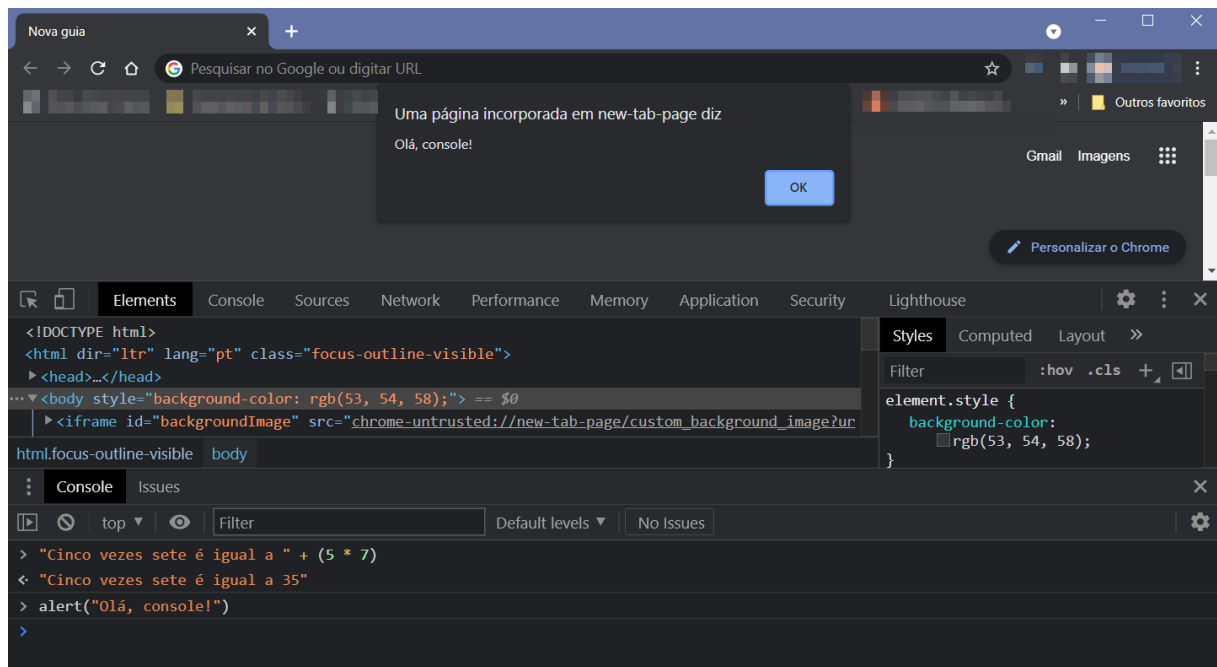 Nova guia
Pesquisar no Google ou digitar URL
» Outros favoritos
Uma página incorporada em new-tab-page diz
Olá, console!
OK
Gmail Imagens
Personalizar o Chrome
Elements Console Sources Network Performance Memory Application Security Lighthouse
<!DOCTYPE html>
<html dir="ltr" lang="pt" class="focus-outline-visible">
<head>…</head>
<body style="background-color: rgb(53, 54, 58);"> == $0
<iframe id="backgroundImage" src="chrome-untrusted://new-tab-page/custom_background_image?ur
html.focus-outline-visible body
Styles Computed Layout »
Filter :hov .cls +
element.style {
background-color:
rgb(53, 54, 58);
}
Console Issues
top ▼ Filter Default levels ▼ No Issues
> "Cinco vezes sete é igual a " + (5 * 7)
"Cinco vezes sete é igual a 35"
> alert("Olá, console!")
>